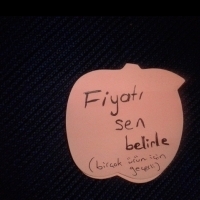 Fiyatı
sen
belirle
(birçok ürün için
geçerli)